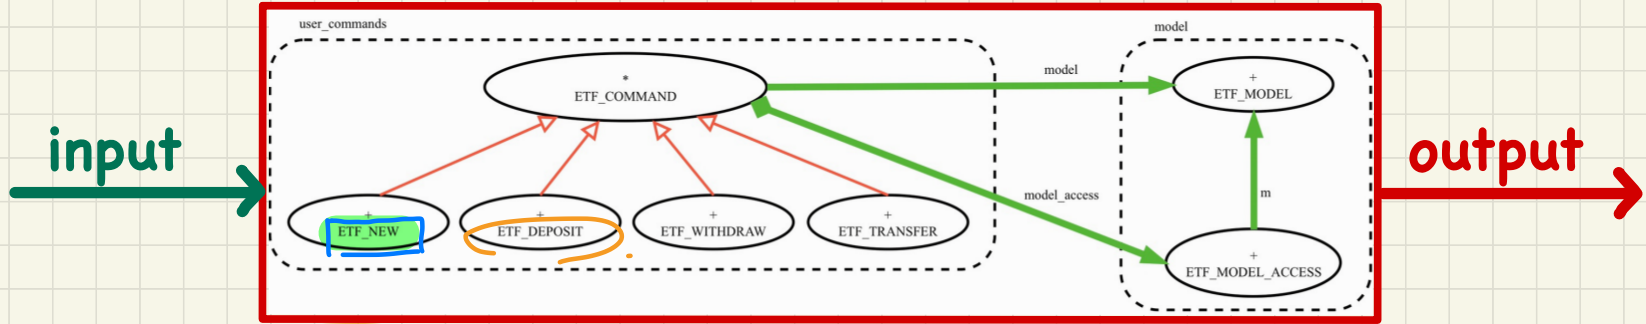 user_commands
model
*
ETF_COMMAND
model
+
ETF_MODEL
input
output
model_access
m
+
ETF_NEW
+
ETF_DEPOSIT
+
ETF_WITHDRAW
+
ETF_TRANSFER
+
ETF_MODEL_ACCESS